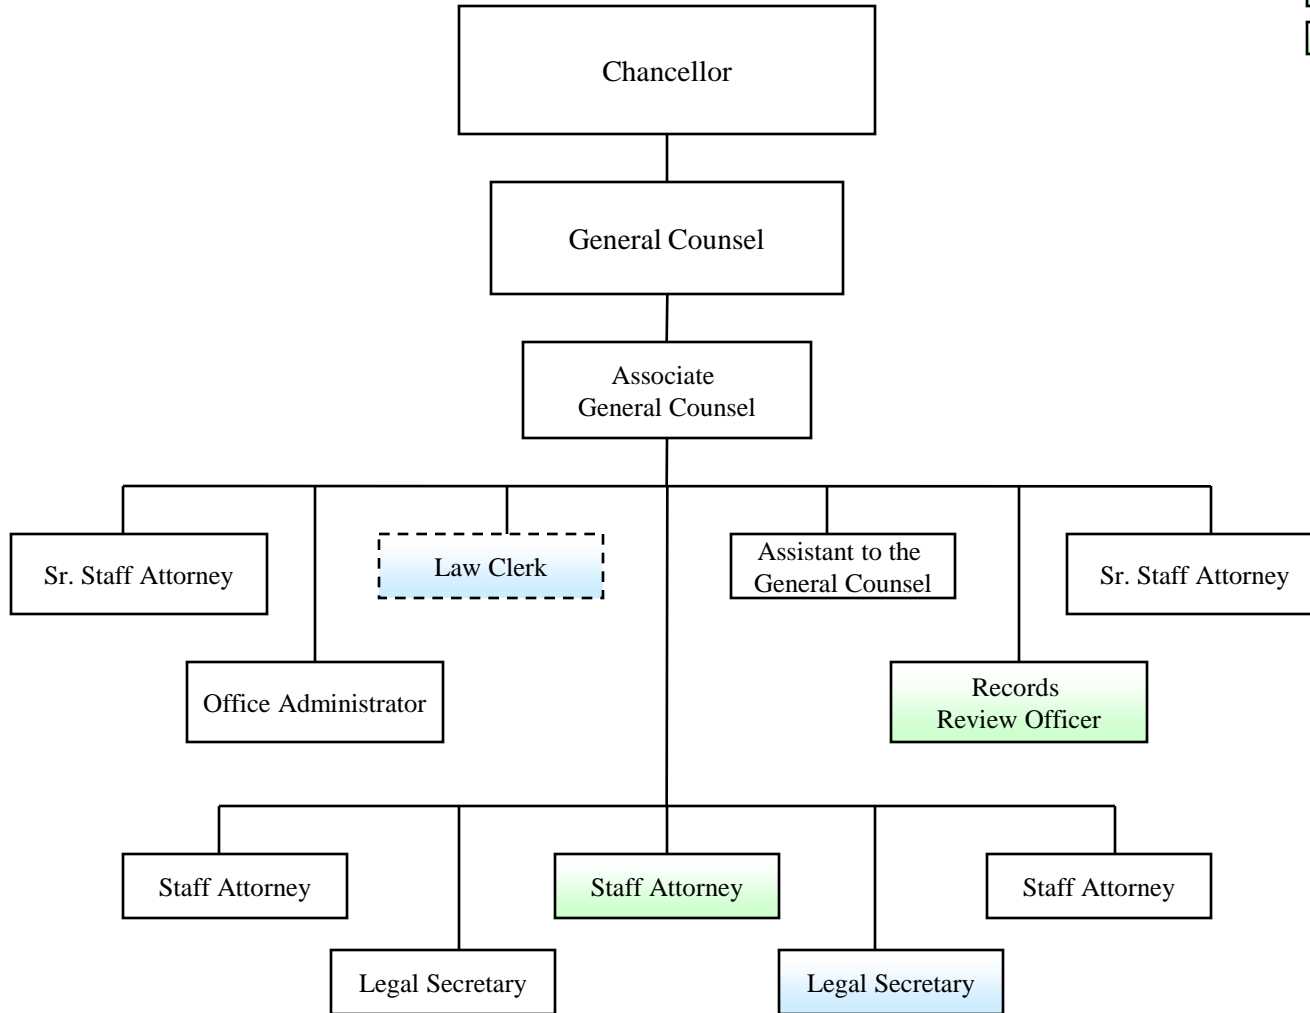 Chancellor
General Counsel
Associate
General Counsel
Sr. Staff Attorney
Law Clerk
Assistant to the
General Counsel
Sr. Staff Attorney
Office Administrator
Records
Review Officer
Staff Attorney
Staff Attorney
Staff Attorney
Legal Secretary
Legal Secretary